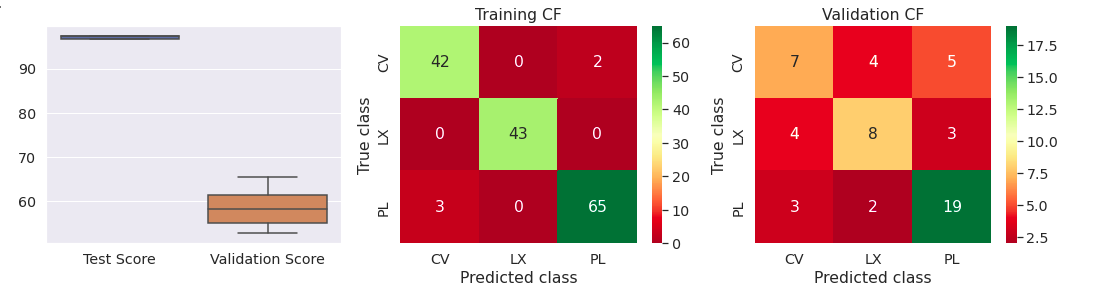 90
80
70
60
Test Score Validation Score
Training CF
True class
CV
LX
PL
42 0 2
0 43 0
3 0 65
CV LX PL
Predicted class
60
50
40
30
20
10
0
Validation CF
True class
CV
LX
PL
7 4 5
4 8 3
3 2 19
CV LX PL
Predicted class
17.5
15.0
12.5
10.0
7.5
5.0
2.5